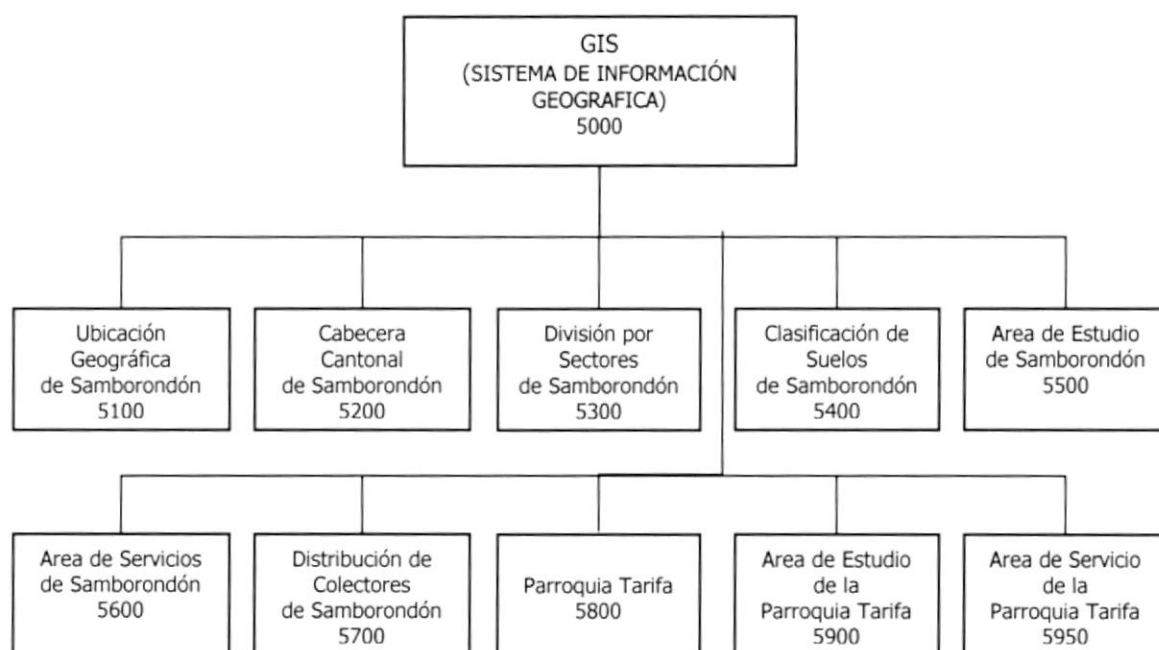 GIS
(SISTEMA DE INFORMACIÓN
GEOGRAFICA)
5000
Ubicación
Geográfica
de Samborondón
5100
Cabecera
Cantonal
de Samborondón
5200
División por
Sectores
de Samborondón
5300
Clasificación de
Suelos
de Samborondón
5400
Area de Estudio
de Samborondón
5500
Area de Servicios
de Samborondón
5600
Distribución de
Colectores
de Samborondón
5700
Parroquia Tarifa
5800
Area de Estudio
de la
Parroquia Tarifa
5900
Area de Servicio
de la
Parroquia Tarifa
5950